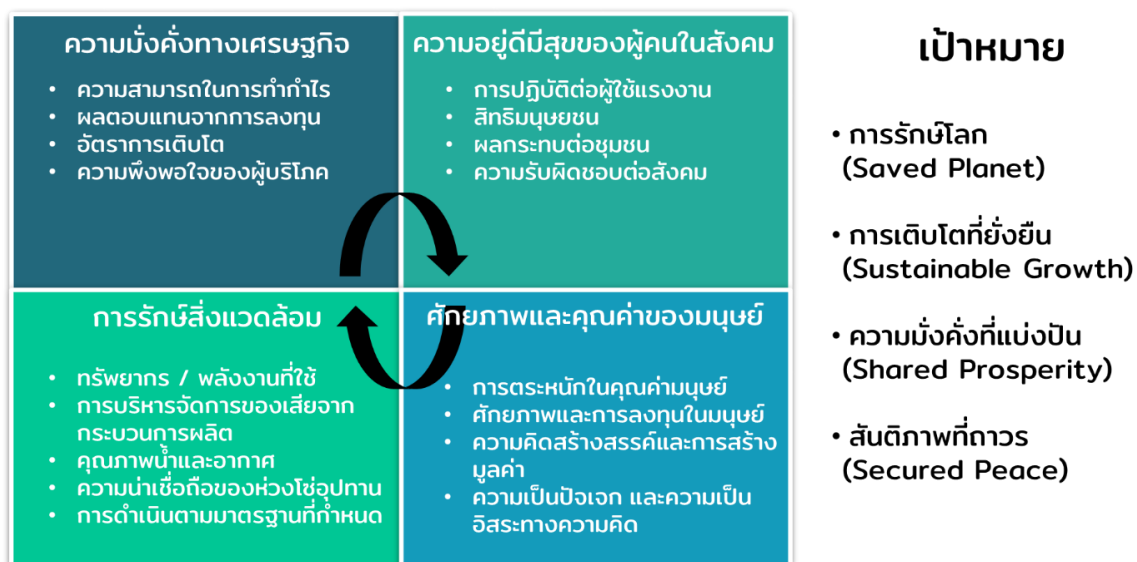 ความมั่งคั่งทางเศรษฐกิจ
• ความสามารถในการทำกำไร
• ผลตอบแทนจากการลงทุน
• อัตราการเติบโต
• ความพึงพอใจของผู้บริโภค
ความอยู่ดีมีสุขของผู้คนในสังคม
• การปฏิบัติต่อผู้ใช้แรงงาน
• สิทธิมนุษยชน
• ผลกระทบต่อชุมชน
• ความรับผิดชอบต่อสังคม
การรักษ์สิ่งแวดล้อม
• ทรัพยากร / พลังงานที่ใช้
• การบริหารจัดการของเสียจาก
กระบวนการผลิต
• คุณภาพน้ำและอากาศ
• ความน่าเชื่อถือของห่วงโซ่อุปทาน
• การดำเนินตามมาตรฐานที่กำหนด
ศักยภาพและคุณค่าของมนุษย์
• การตระหนักในคุณค่ามนุษย์
• ศักยภาพและการลงทุนในมนุษย์
• ความคิดสร้างสรรค์และการสร้าง
มูลค่า
• ความเป็นปัจเจก และความเป็น
อิสระทางความคิด
เป้าหมาย
• การรักษ์โลก
(Saved Planet)
• การเติบโตที่ยั่งยืน
(Sustainable Growth)
• ความมั่งคั่งที่แบ่งปัน
(Shared Prosperity)
• สันติภาพที่ถาวร
(Secured Peace)